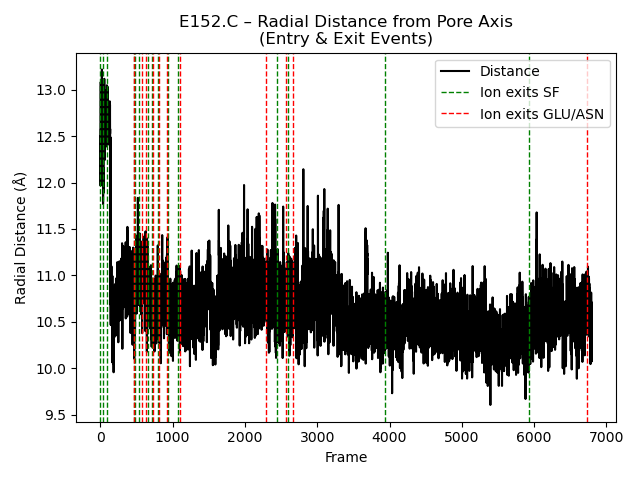 E152.C – Radial Distance from Pore Axis
(Entry & Exit Events)
Distance
Ion exits SF
Ion exits GLU/ASN
Radial Distance (Å)
13.0
12.5
12.0
11.5
11.0
10.5
10.0
9.5
0 1000 2000 3000 4000 5000 6000 7000
Frame